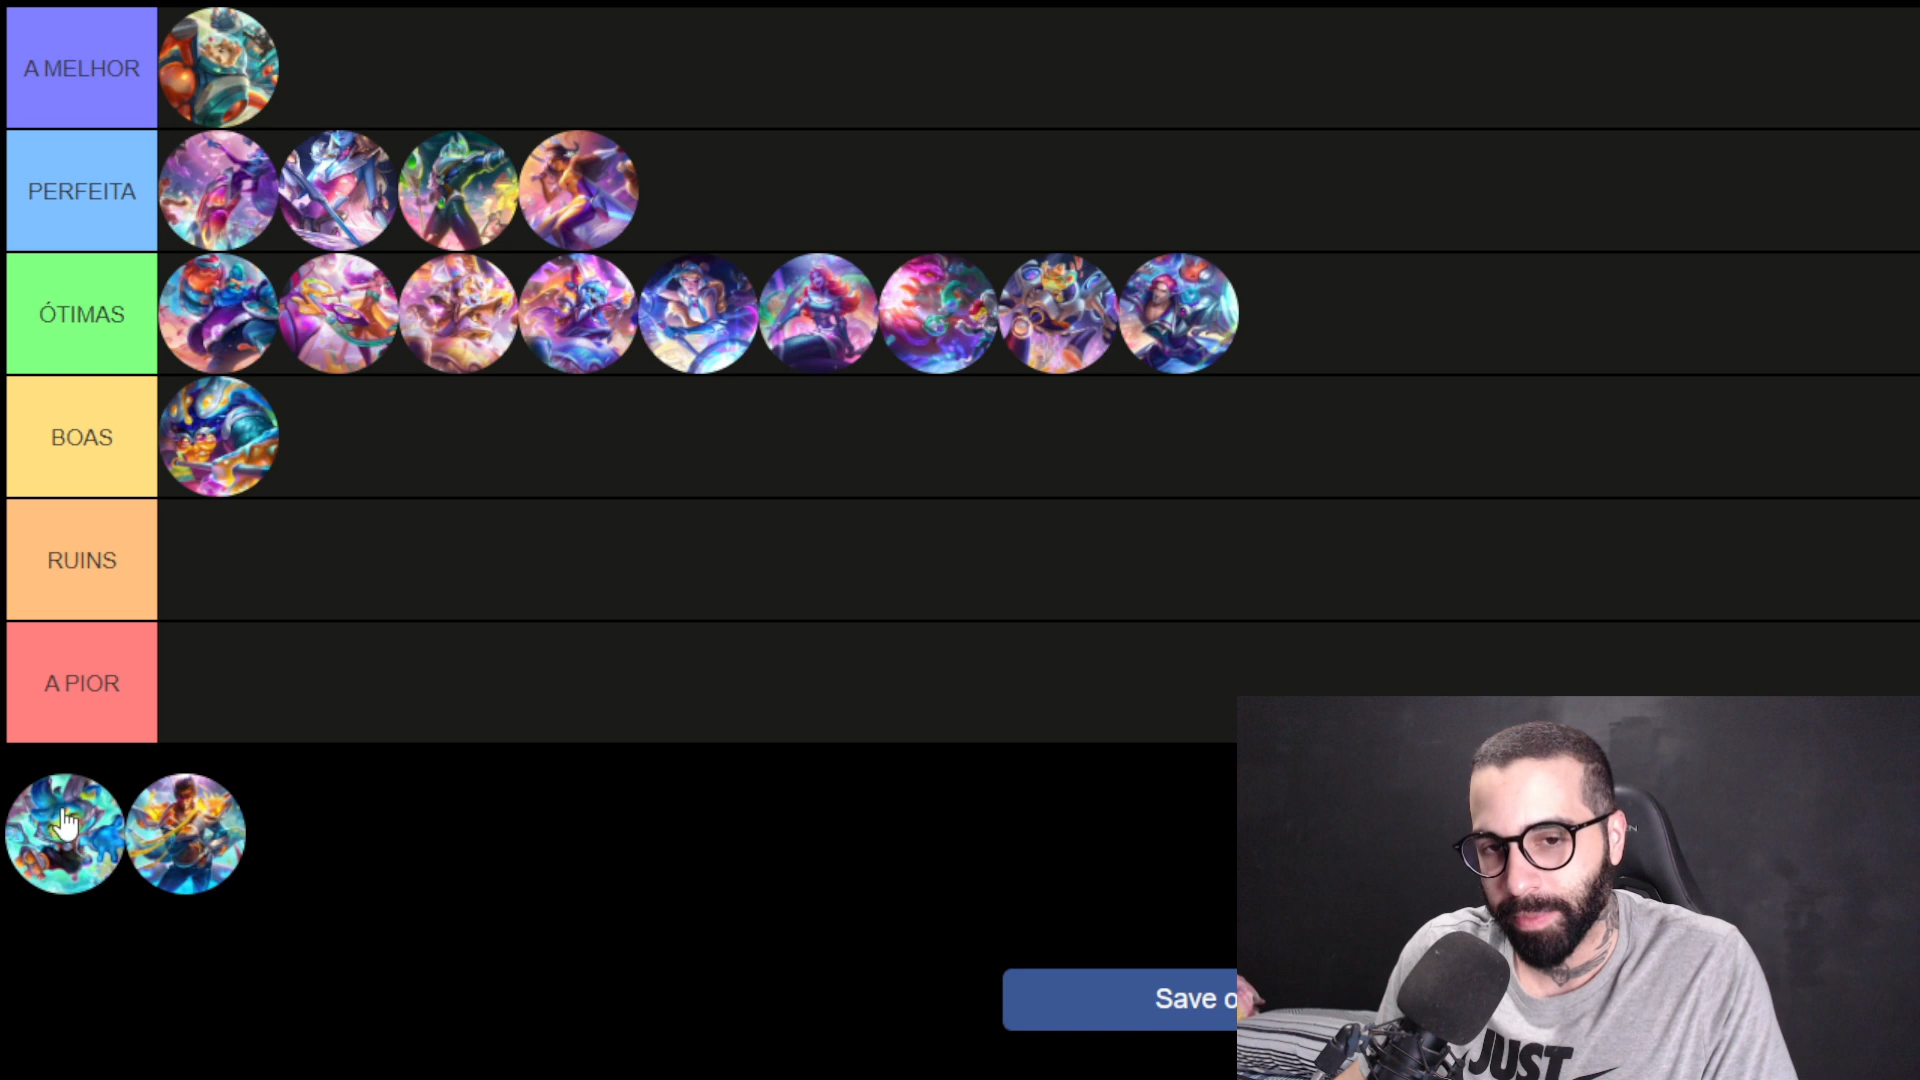 A MELHOR
PERFEITA
ÓTIMAS
BOAS
RUINS
A PIOR
Save o
JUST